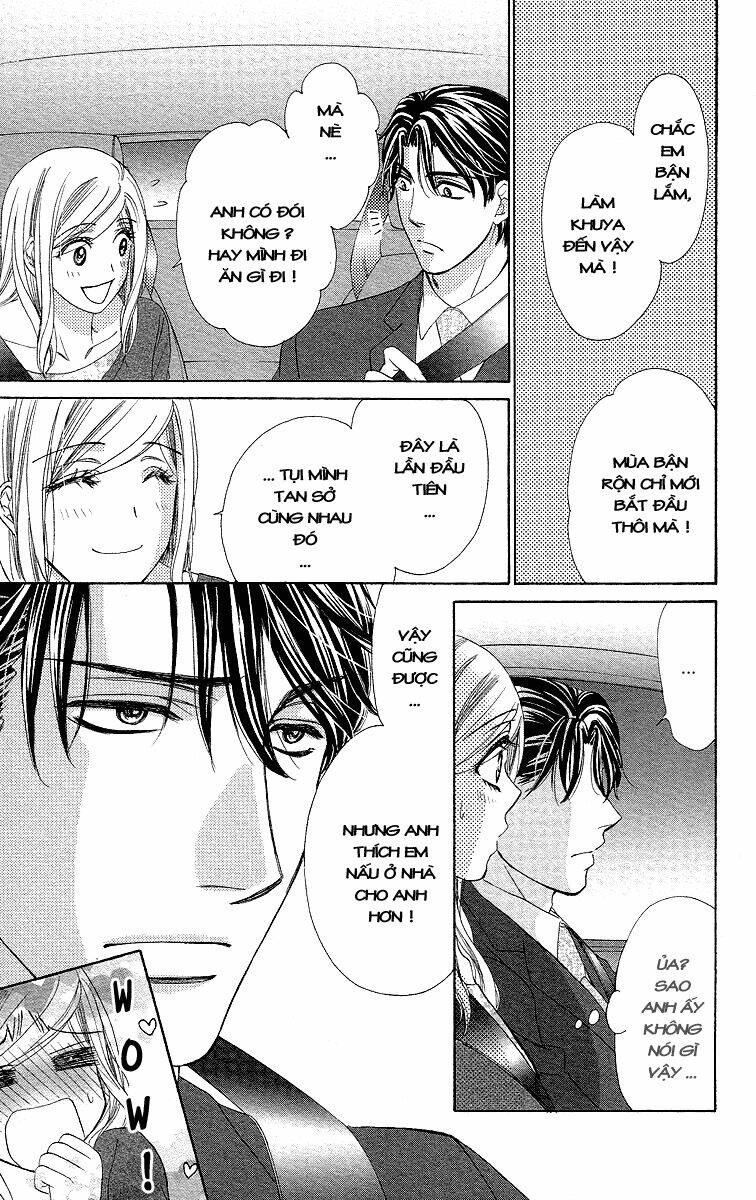 CHẮC
EM
BẬN
LẮM,
LÀM
KHUYA
ĐẾN VẬY
MÀ !
MÙA BẬN
RỘN CHỈ MỚI
BẮT ĐẦU
THÔI MÀ !
MÀ
NÈ
...
ANH CÓ ĐÓI
KHÔNG ?
HAY MÌNH ĐI
ĂN GÌ ĐI !
ĐÂY LÀ
LẦN ĐẦU
TIÊN
...
... TỤI MÌNH
TAN SỞ
CÙNG NHAU
ĐÓ
...
...
ỦA?
SAO
ANH ẤY
KHÔNG
NÓI GÌ
VẬY ...
VẬY
CŨNG
ĐƯỢC
...
NHƯNG ANH
THÍCH EM
NẤU Ở NHÀ
CHO ANH
HƠN !
WOW!